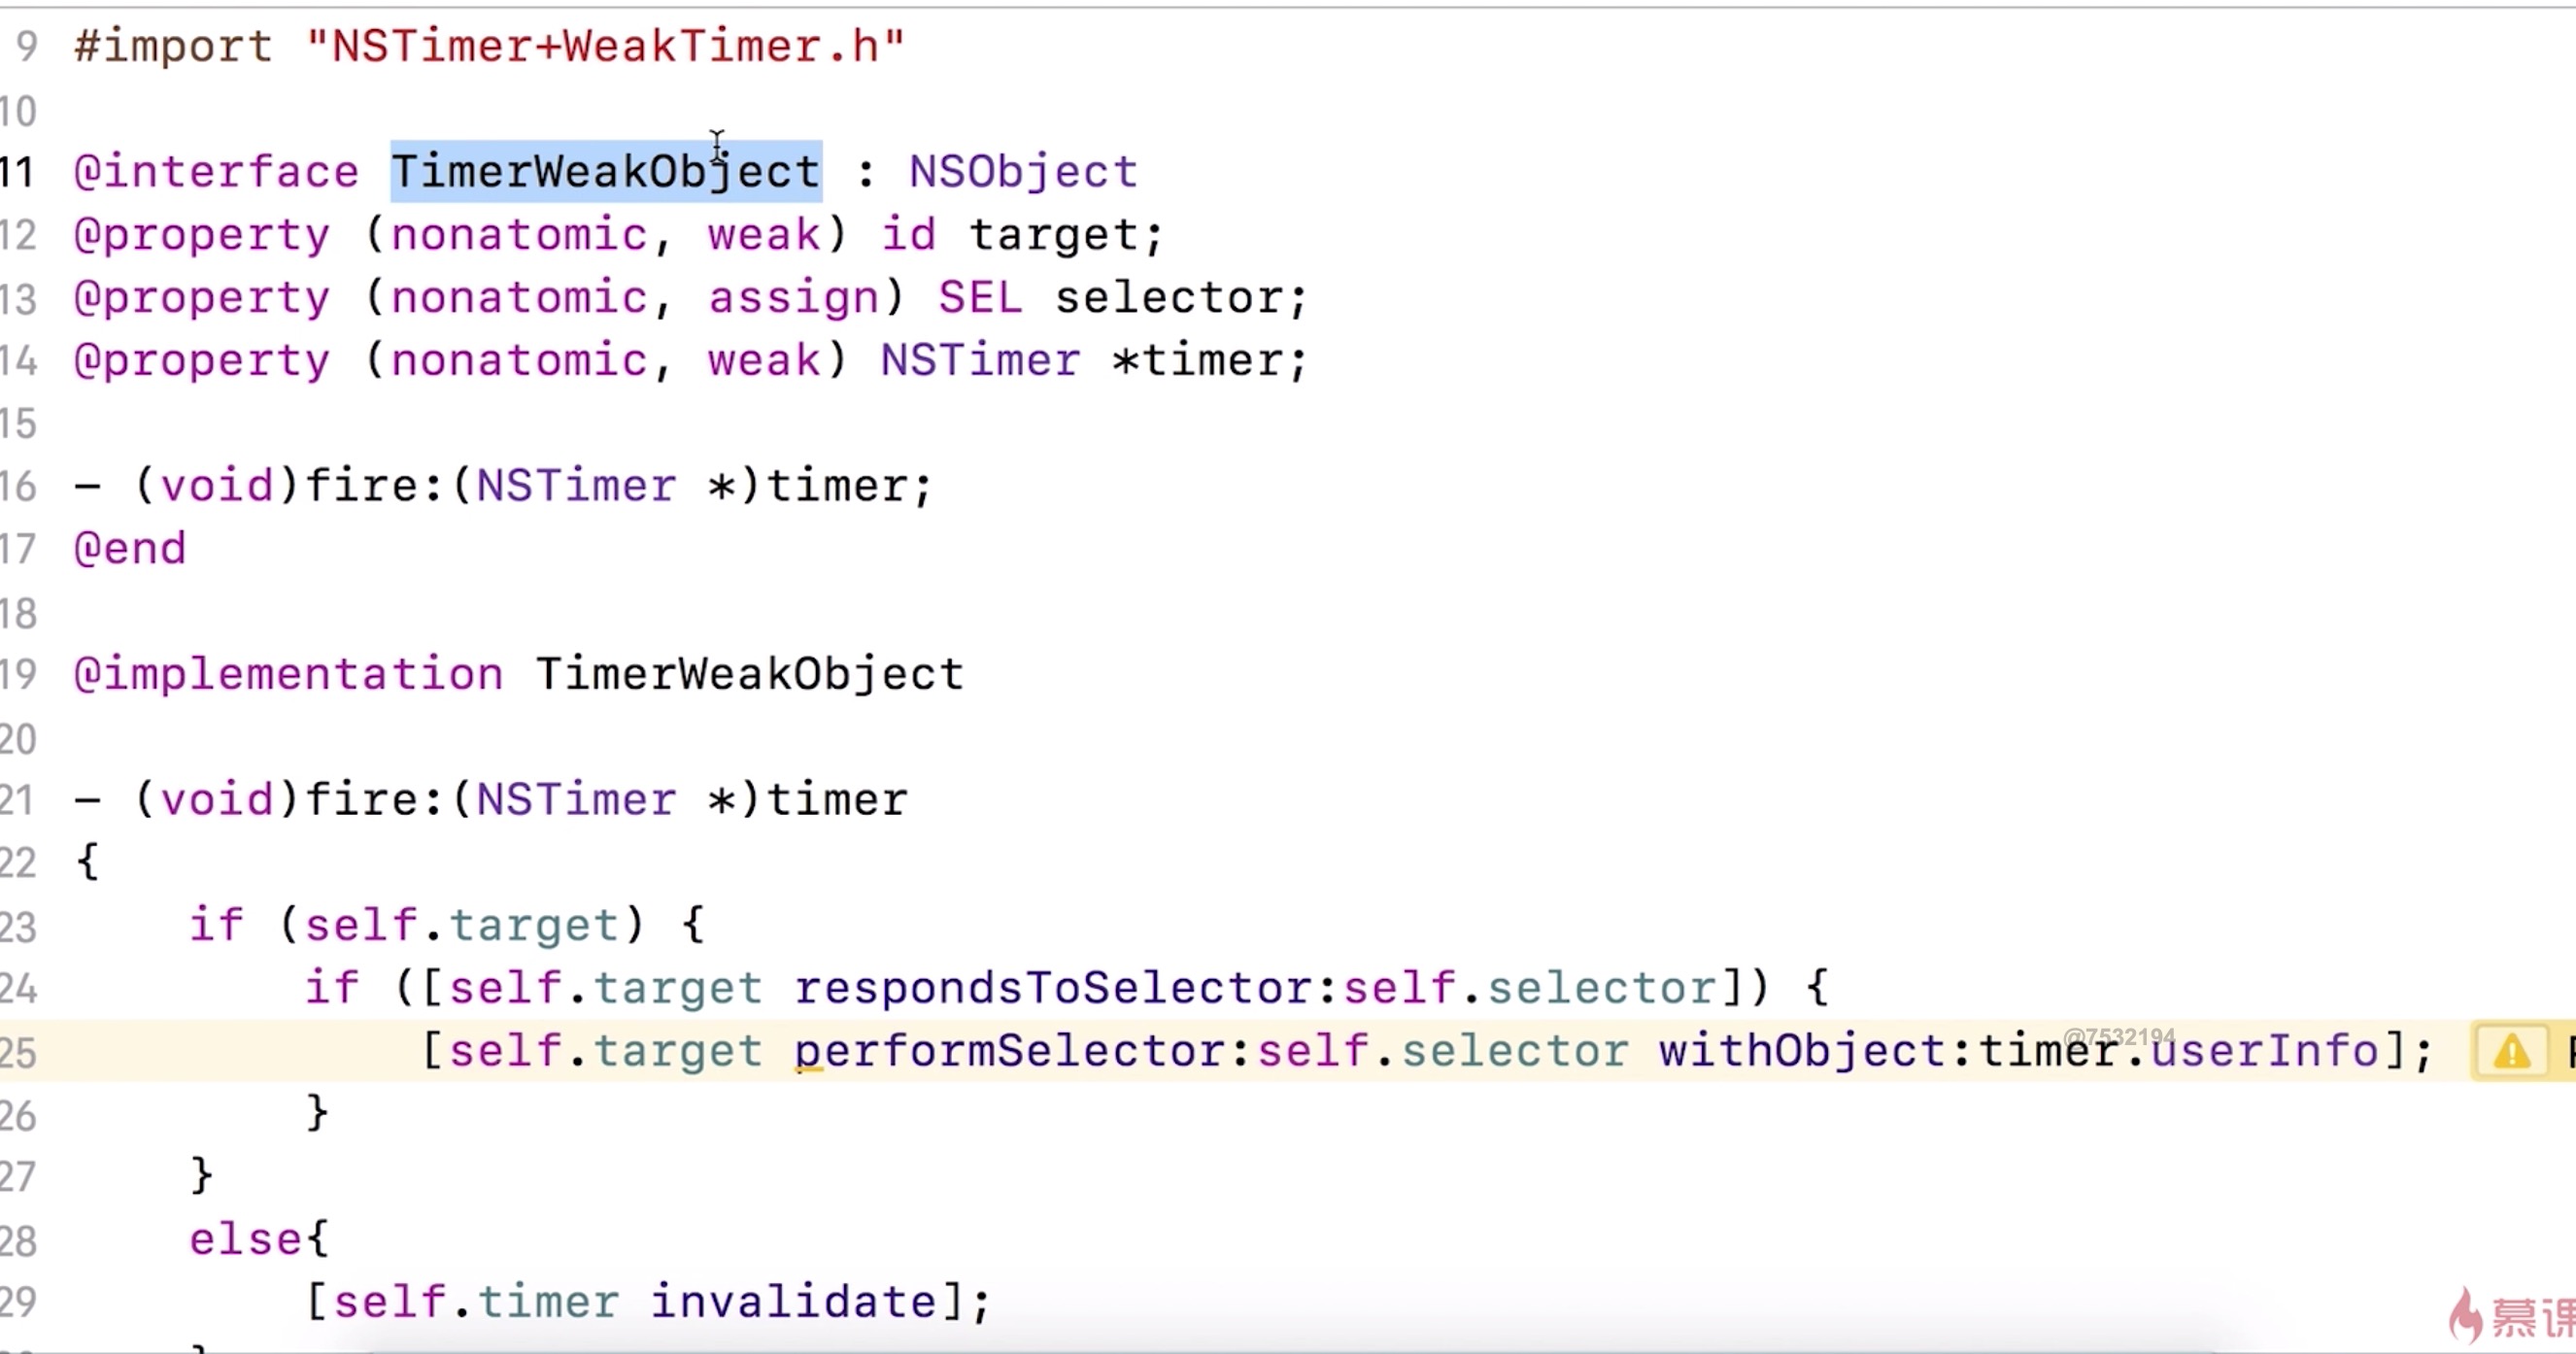 9 #import "NSTimer+WeakTimer.h"
10
11 @interface TimerWeakObject : NSObject
12 @property (nonatomic, weak) id target;
13 @property (nonatomic, assign) SEL selector;
14 @property (nonatomic, weak) NSTimer *timer;
15
16 - (void)fire:(NSTimer *)timer;
17 @end
18
19 @implementation TimerWeakObject
20
21 - (void)fire:(NSTimer *)timer
22 {
23     if (self.target) {
24         if ([self.target respondsToSelector:self.selector]) {
@7532194
25             [self.target performSelector:self.selector withObject:timer.userInfo];
26         }
27     }
28     else{
29         [self.timer invalidate];
慕课